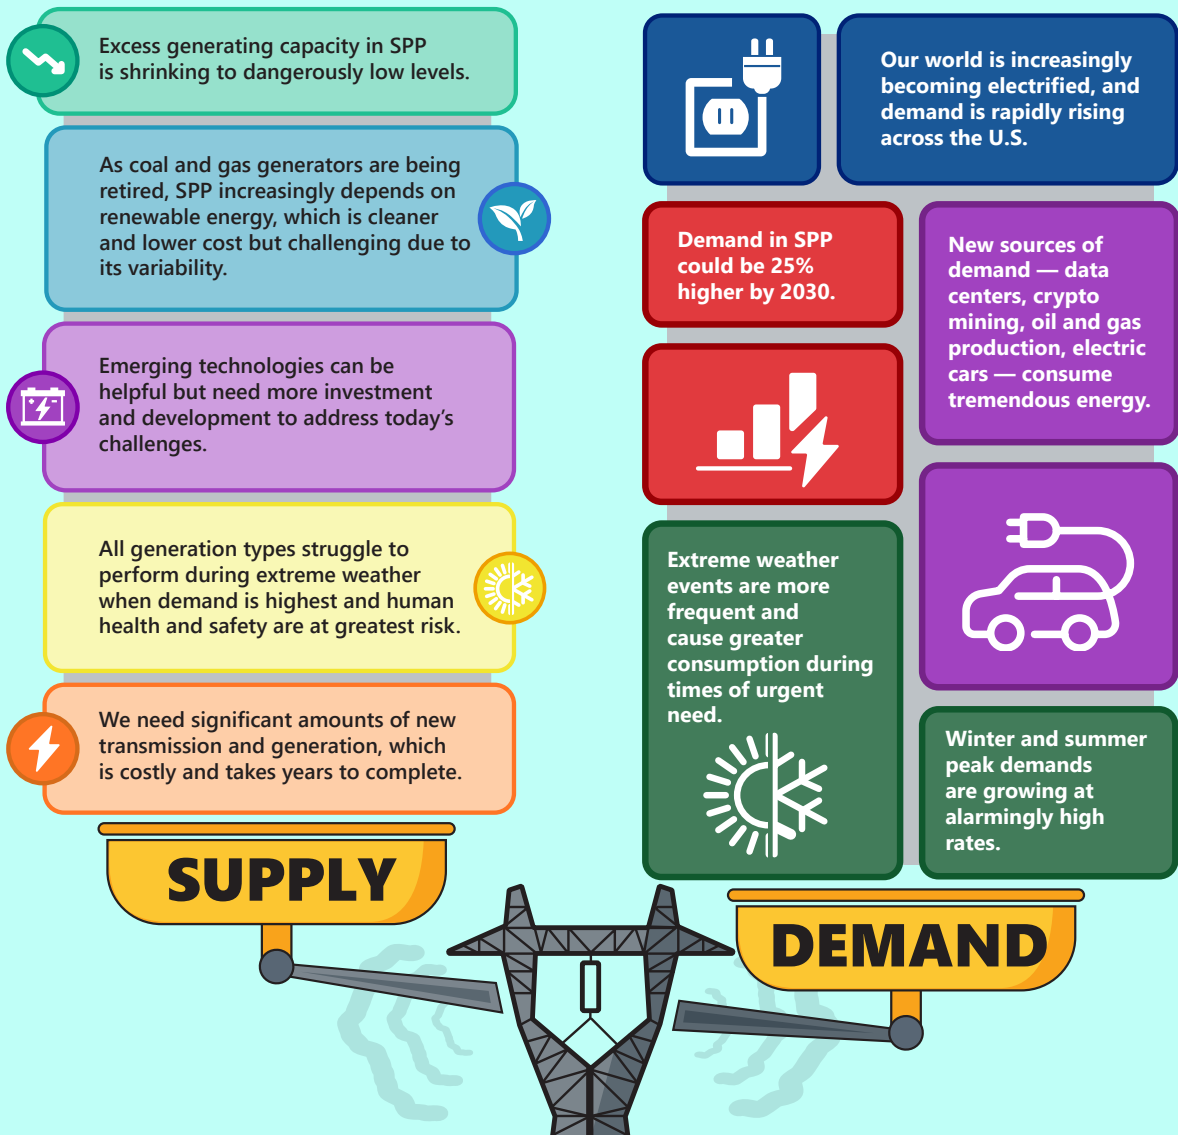 Excess generating capacity in SPP
is shrinking to dangerously low levels.
As coal and gas generators are being
retired, SPP increasingly depends on
renewable energy, which is cleaner
and lower cost but challenging due to
its variability.
Emerging technologies can be
helpful but need more investment
and development to address today’s
challenges.
All generation types struggle to
perform during extreme weather
when demand is highest and human
health and safety are at greatest risk.
We need significant amounts of new
transmission and generation, which
is costly and takes years to complete.
SUPPLY
Our world is increasingly
becoming electrified, and
demand is rapidly rising
across the U.S.
Demand in SPP
could be 25%
higher by 2030.
New sources of
demand — data
centers, crypto
mining, oil and gas
production, electric
cars — consume
tremendous energy.
Extreme weather
events are more
frequent and
cause greater
consumption during
times of urgent
need.
Winter and summer
peak demands
are growing at
alarmingly high
rates.
DEMAND